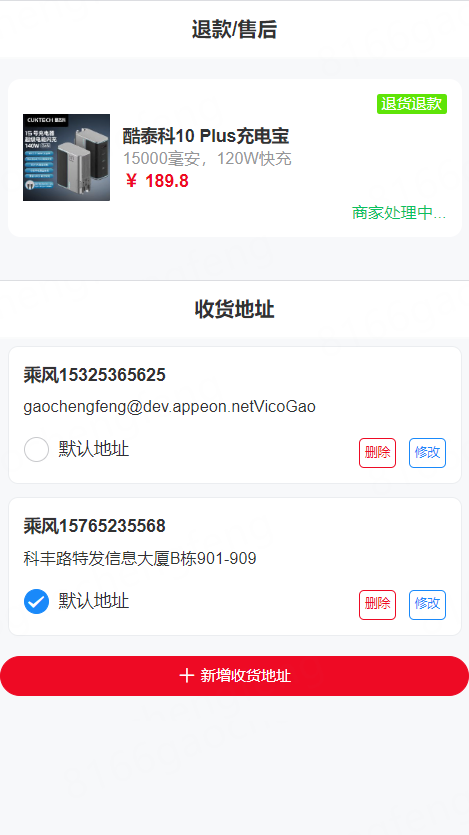 退款/售后
退货退款
CUKTECH 酷态科
15 号充电器
超级电能闪充
140W
酷泰科10 Plus充电宝
15000毫安，120W快充
￥ 189.8
商家处理中...
收货地址
乘风15325365625
gaochengfeng@dev.appeon.netVicoGao
默认地址
删除
修改
乘风15765235568
科丰路特发信息大厦B栋901-909
默认地址
删除
修改
新增收货地址